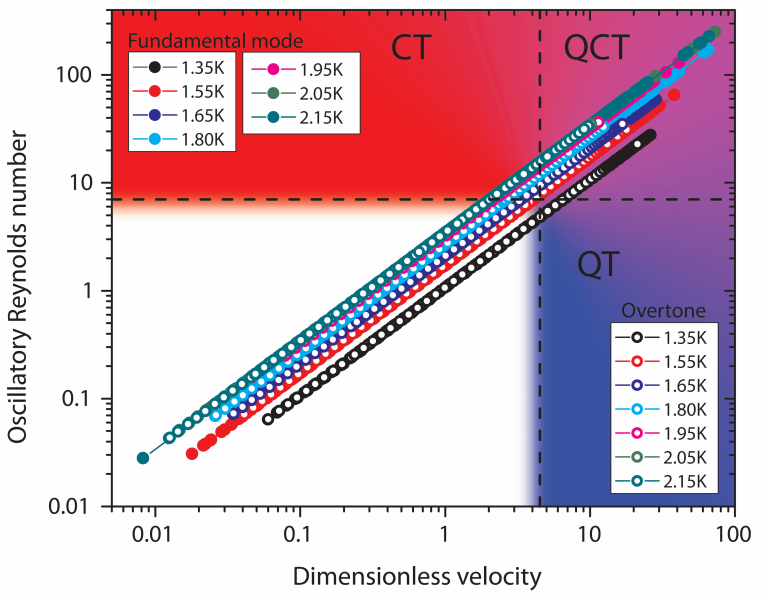 Fundamental mode
1.35K
1.55K
1.65K
1.80K
1.95K
2.05K
2.15K
CT
QCT
QT
Overtone
1.35K
1.55K
1.65K
1.80K
1.95K
2.05K
2.15K
Oscillatory Reynolds number
100
10
1
0.1
0.01
0.01
0.1
1
10
100
Dimensionless velocity